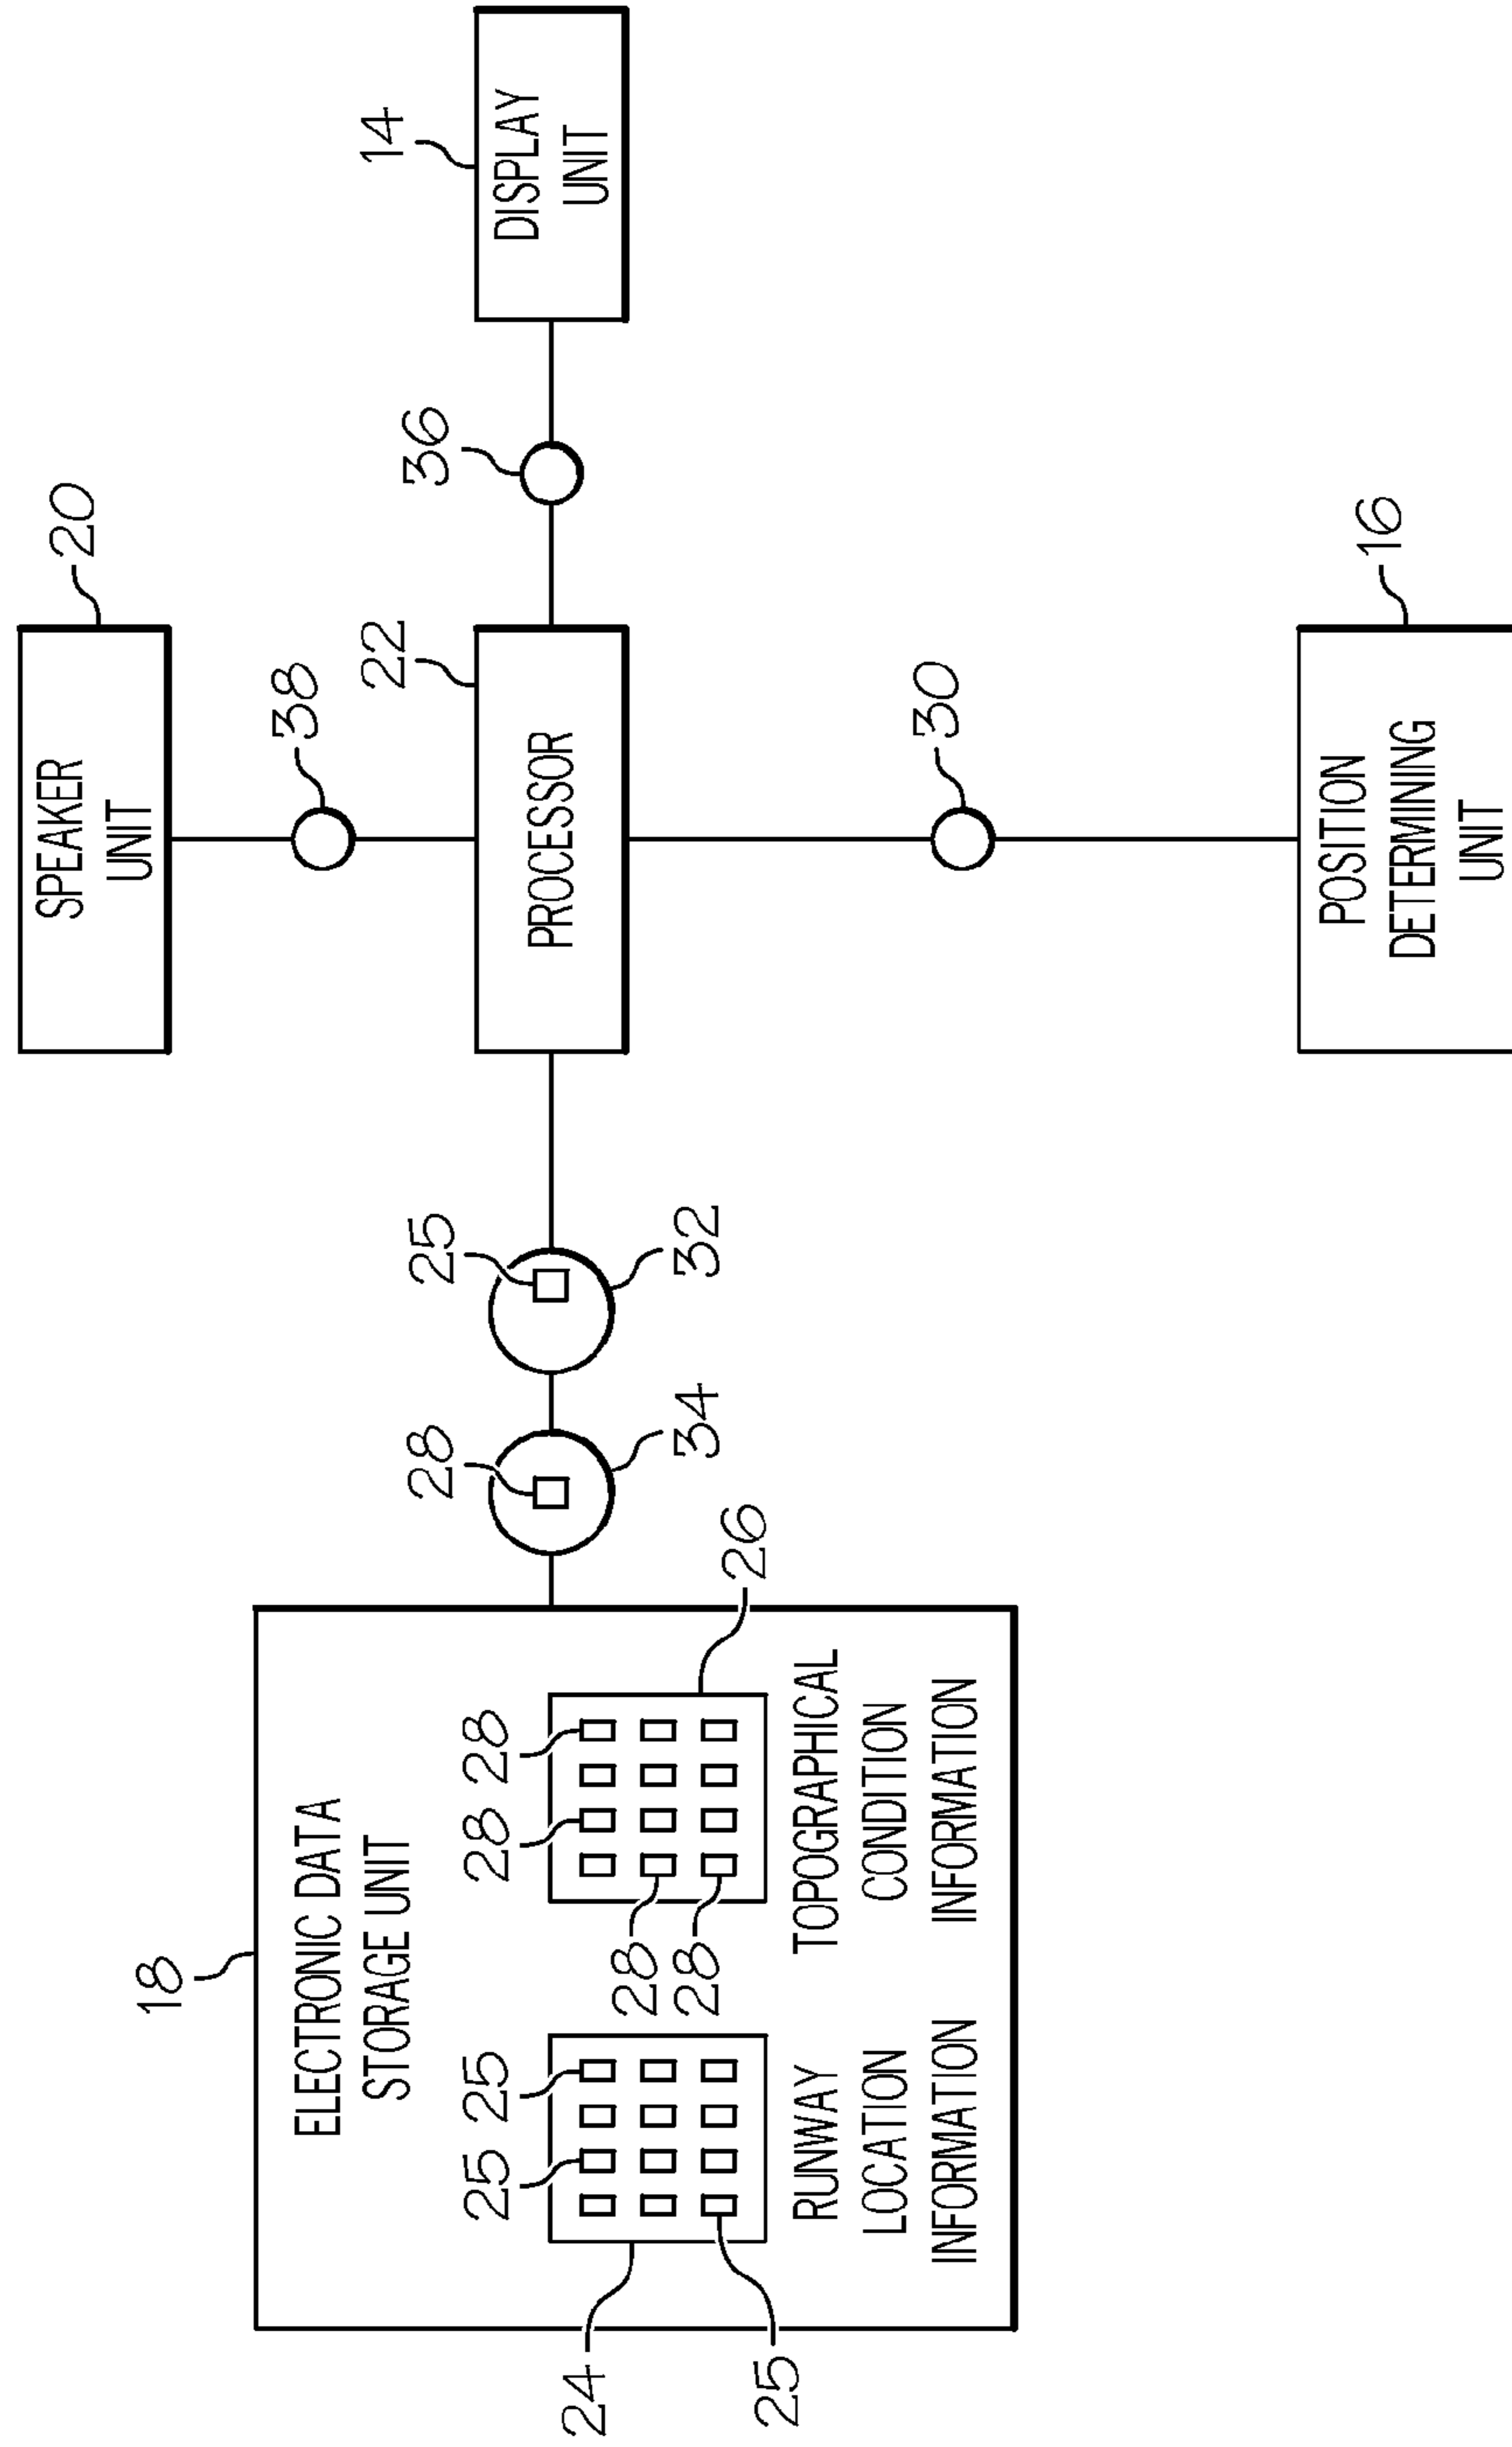 SPEAKER
UNIT
20
38
18
ELECTRONIC DATA
STORAGE UNIT
25
25
28
28
28
28
24
25
26
RUNWAY
LOCATION
INFORMATION
TOPOGRAPHICAL
CONDITION
INFORMATION
28
34
25
32
22
PROCESSOR
36
14
DISPLAY
UNIT
30
16
POSITION
DETERMINING
UNIT